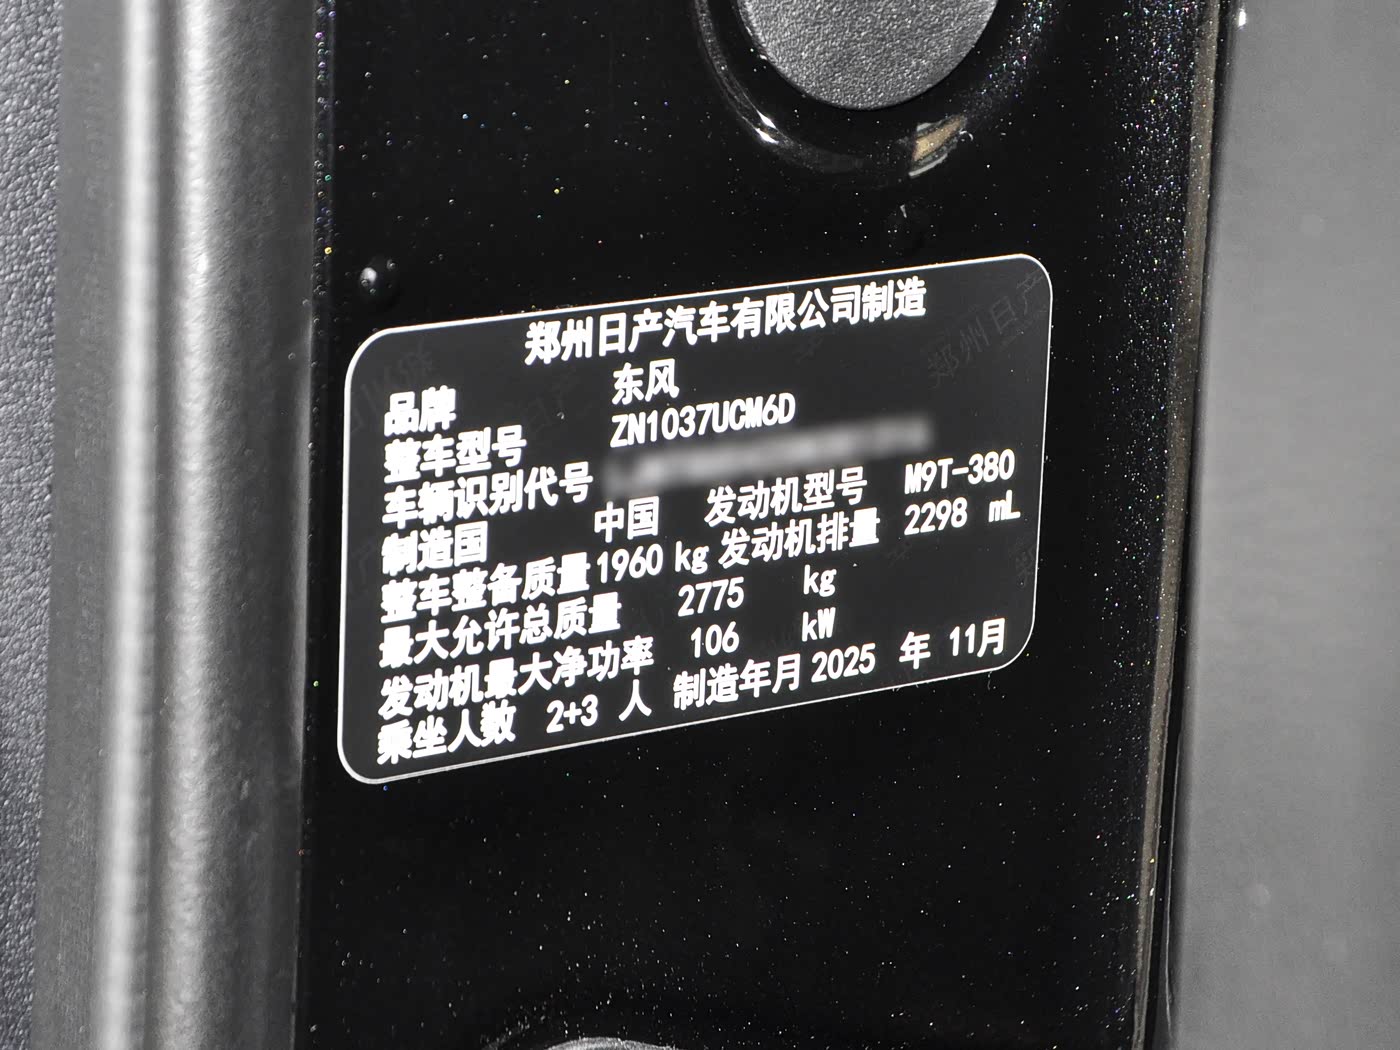 郑州日产汽车有限公司制造
品牌 东风
整车型号 ZN1037UCM6D
车辆识别代号
制造国 中国 发动机型号 M9T-380
整车整备质量 1960 kg 发动机排量 2298 mL
最大允许总质量 2775 kg
发动机最大净功率 106 kW
乘坐人数 2+3 人 制造年月 2025 年 11月